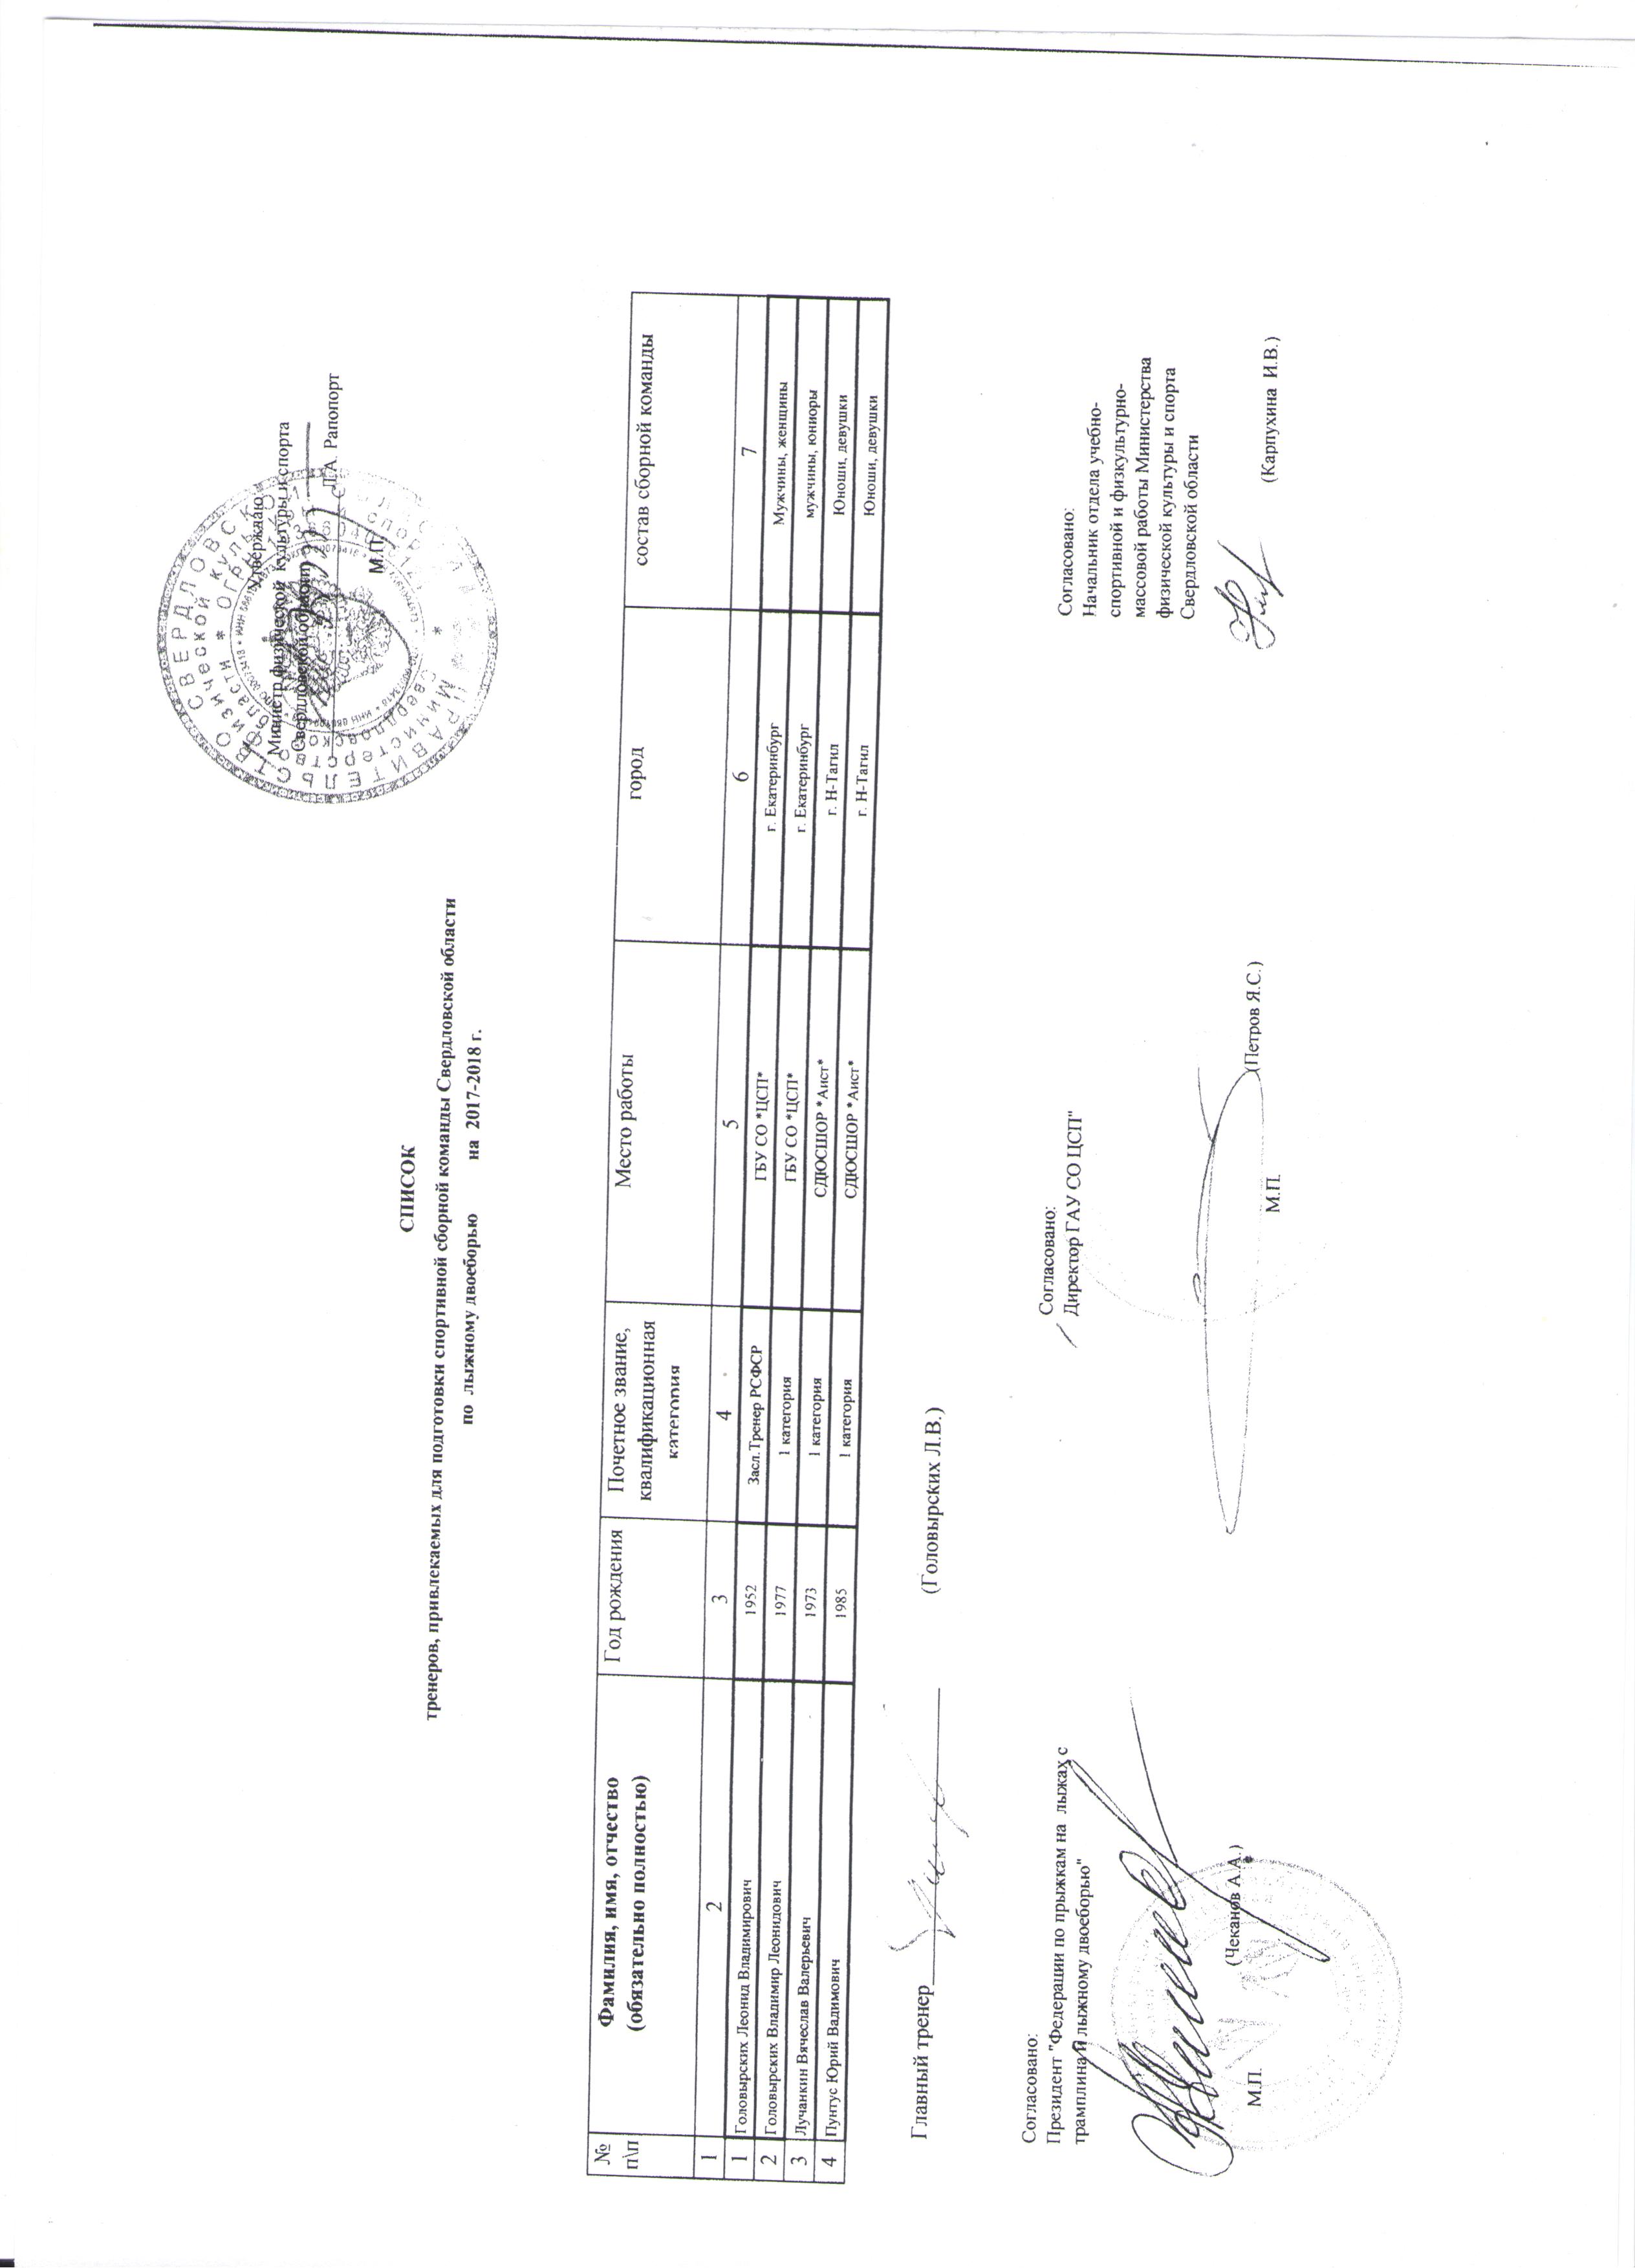 ПРАВИТЕЛЬСТВО СВЕРДЛОВСКОЙ
Министерство физической культуры
Свердловской области * ОГРН
Утверждаю
Министр физической культуры и спорта
Свердловской области
Л.А. Рапопорт
М.П.
СПИСОК
тренеров, привлекаемых для подготовки спортивной сборной команды Свердловской области
по лыжному двоеборью на 2017-2018 г.
№ п\п Фамилия, имя, отчество (обязательно полностью) Год рождения Почетное звание, квалификационная категория Место работы город состав сборной команды
1 2 3 4 5 6 7
1 Головырских Леонид Владимирович 1952 Засл.Тренер РСФСР ГБУ СО *ЦСП* г. Екатеринбург Мужчины, женщины
2 Головырских Владимир Леонидович 1977 1 категория ГБУ СО *ЦСП* г. Екатеринбург мужчины, юниоры
3 Лучанкин Вячеслав Валерьевич 1973 1 категория СДЮСШОР *Аист* г. Н-Тагил Юноши, девушки
4 Пунтус Юрий Вадимович 1985 1 категория СДЮСШОР *Аист* г. Н-Тагил Юноши, девушки
Главный тренер (Головырских Л.В.)
Согласовано:
Президент "Федерации по прыжкам на лыжах с
трамплина и лыжному двоеборью"
(Чеканов А.А.)
М.П.
Согласовано:
Директор ГАУ СО ЦСП"
(Петров Я.С.)
М.П.
Согласовано:
Начальник отдела учебно-
спортивной и физкультурно-
массовой работы Министерства
физической культуры и спорта
Свердловской области
(Карпухина И.В.)